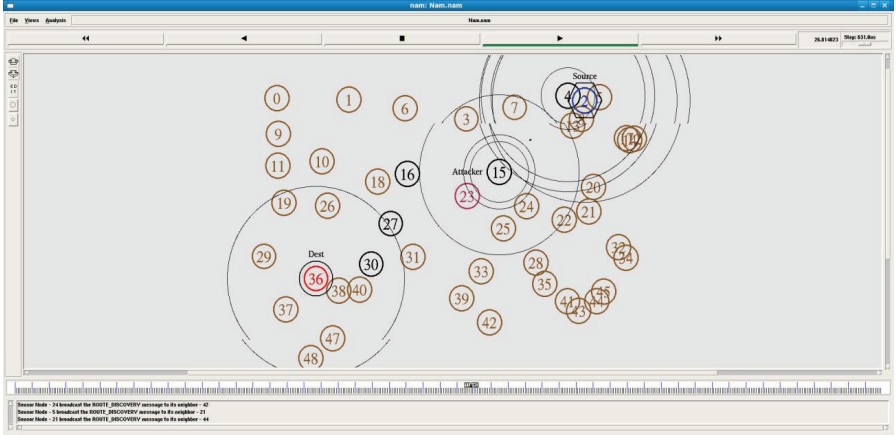 nam: Nam.nam
File Views Analysis Nam.nam
26.814023 Step: 631.0us
ED
IT
Source
0 1 6 7 4 2 5
3 13
9 12
10
11 16 Attacker 15
18 23 20
19 26 24 21
27 25 22
29 Dest 31 32
36 30 33 28 34
38 40 35 45
37 39 41 44
43
42
47
48
TIME
Sensor Node - 24 broadcast the ROUTE_DISCOVERY message to its neighbor - 42
Sensor Node - 5 broadcast the ROUTE_DISCOVERY message to its neighbor - 21
Sensor Node - 21 broadcast the ROUTE_DISCOVERY message to its neighbor - 44